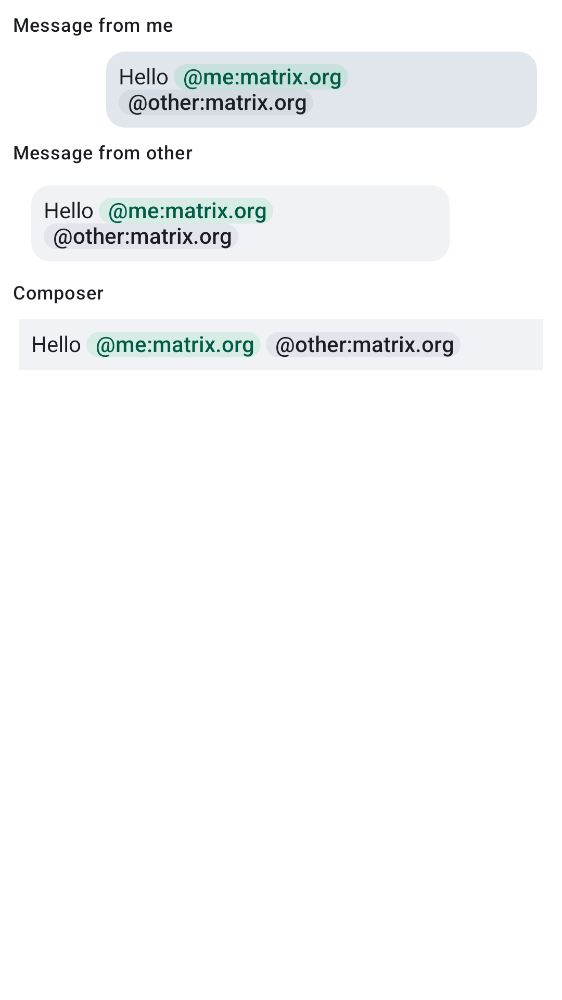 Message from me
Hello @me:matrix.org
@other:matrix.org
Message from other
Hello @me:matrix.org
@other:matrix.org
Composer
Hello @me:matrix.org @other:matrix.org